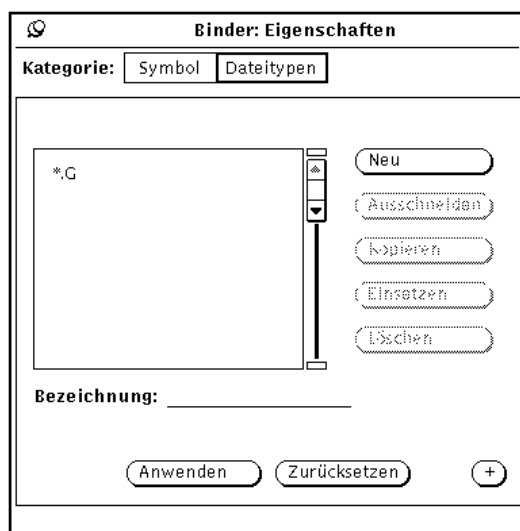 Binder: Eigenschaften
Kategorie: Symbol Dateitypen
*.G
Neu
Ausschneiden
Kopieren
Einsetzen
Löschen
Bezeichnung:
Anwenden Zurücksetzen +